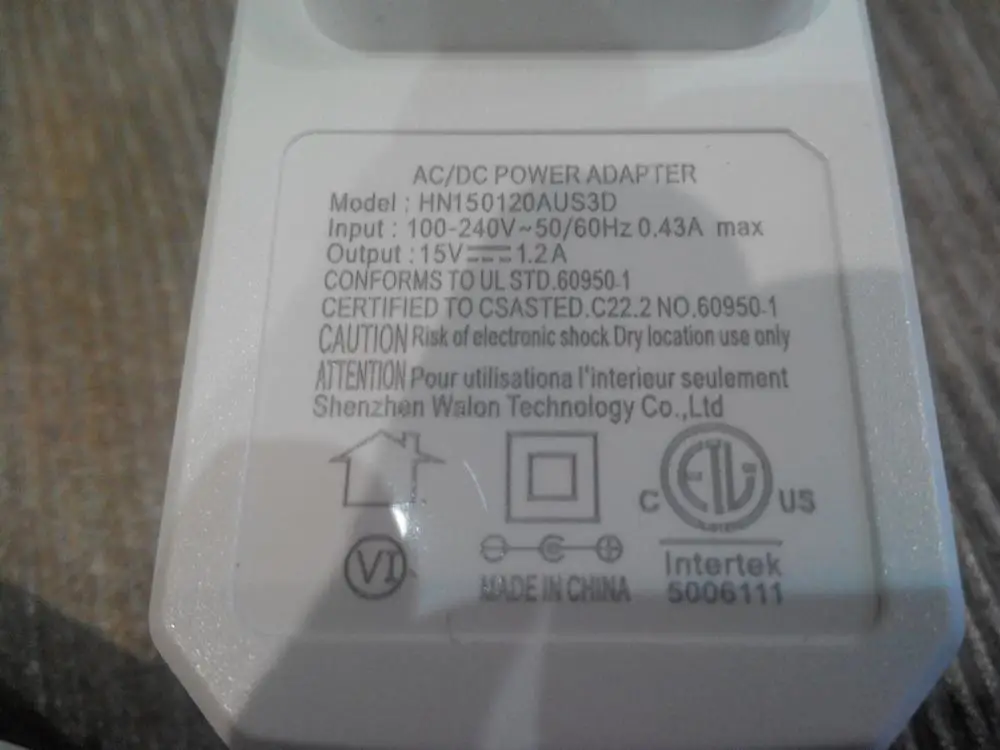 AC/DC POWER ADAPTER
Model : HN150120AUS3D
Input : 100-240V~50/60Hz 0.43A max
Output : 15V⎓1.2A
CONFORMS TO UL STD.60950-1
CERTIFIED TO CSASTED.C22.2 NO.60950-1
CAUTION Risk of electronic shock Dry location use only
ATTENTION Pour utilisationa l'interieur seulement
Shenzhen Walon Technology Co.,Ltd
C ETL US
VI
MADE IN CHINA
Intertek
5006111